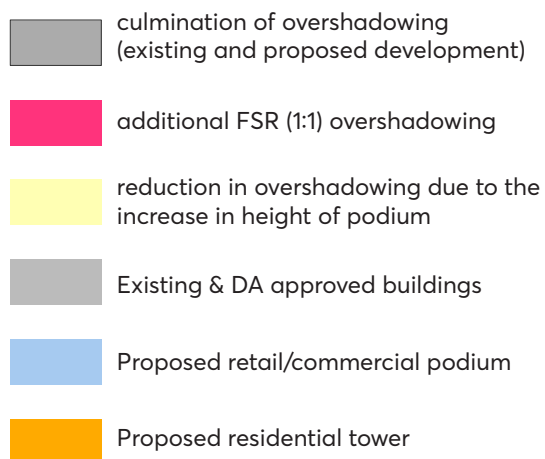 culmination of overshadowing
(existing and proposed development)
additional FSR (1:1) overshadowing
reduction in overshadowing due to the
increase in height of podium
Existing & DA approved buildings
Proposed retail/commercial podium
Proposed residential tower